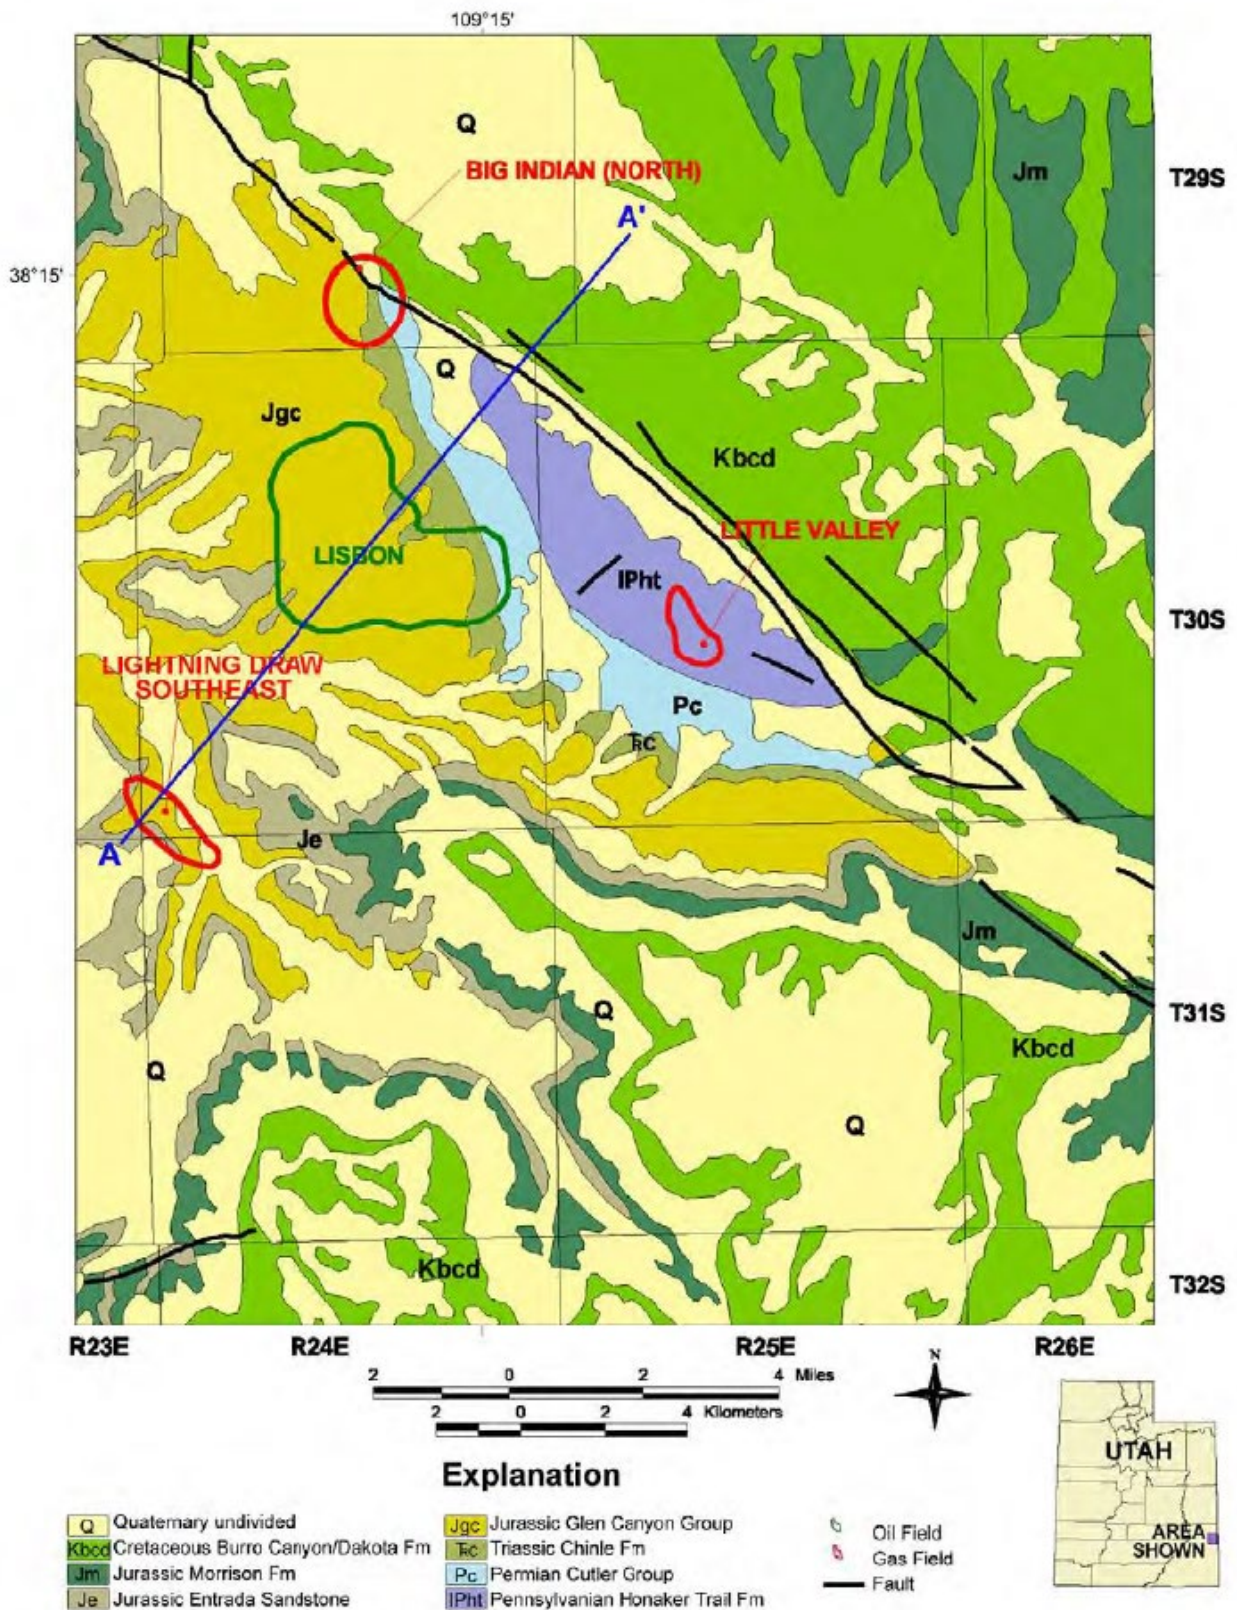 109°15'
Q
BIG INDIAN (NORTH)
Jm
T29S
A'
38°15'
Q
Jgc
Kbcd
LITTLE VALLEY
LISBON
IPht
T30S
LIGHTNING DRAW
SOUTHEAST
Pc
TRC
Je
A
Jm
Q
T31S
Kbcd
Q
Q
Kbcd
T32S
R23E R24E R25E R26E
2 0 2 4 Miles
2 0 2 4 Kilometers
N
UTAH
AREA
SHOWN
Explanation
Q Quaternary undivided
Kbcd Cretaceous Burro Canyon/Dakota Fm
Jm Jurassic Morrison Fm
Je Jurassic Entrada Sandstone
Jgc Jurassic Glen Canyon Group
TRC Triassic Chinle Fm
Pc Permian Cutler Group
IPht Pennsylvanian Honaker Trail Fm
Oil Field
Gas Field
Fault